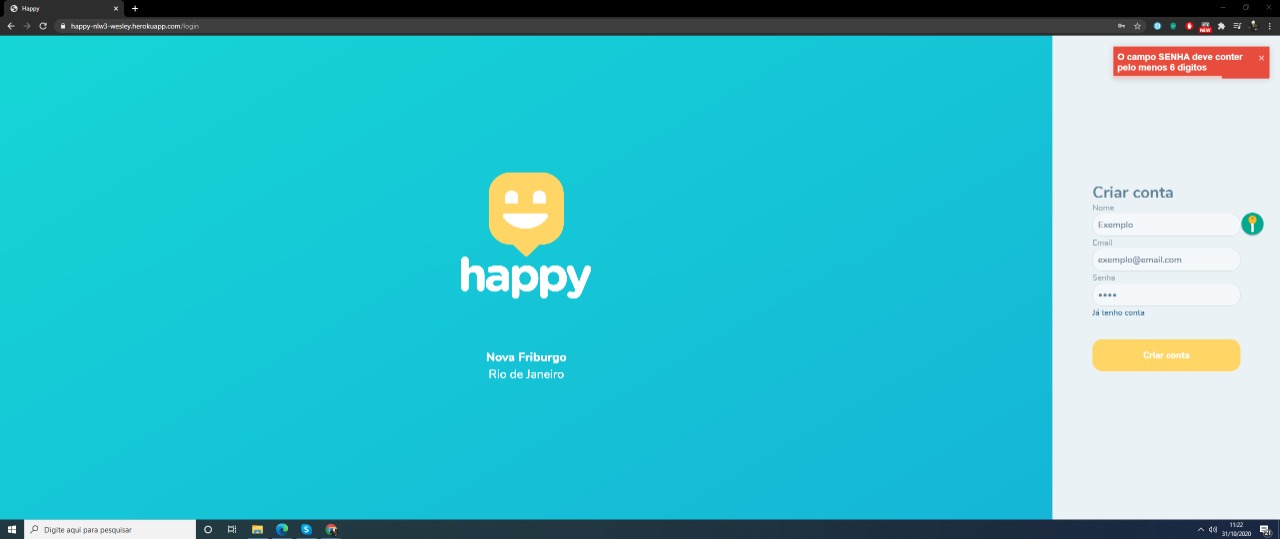 Happy
happy-nlw3-wesley.herokuapp.com/login
NEW
O campo SENHA deve conter
pelo menos 6 digitos
happy
Nova Friburgo
Rio de Janeiro
Criar conta
Nome
Exemplo
Email
exemplo@email.com
Senha
Já tenho conta
Criar conta
Digite aqui para pesquisar
11:22
31/10/2020